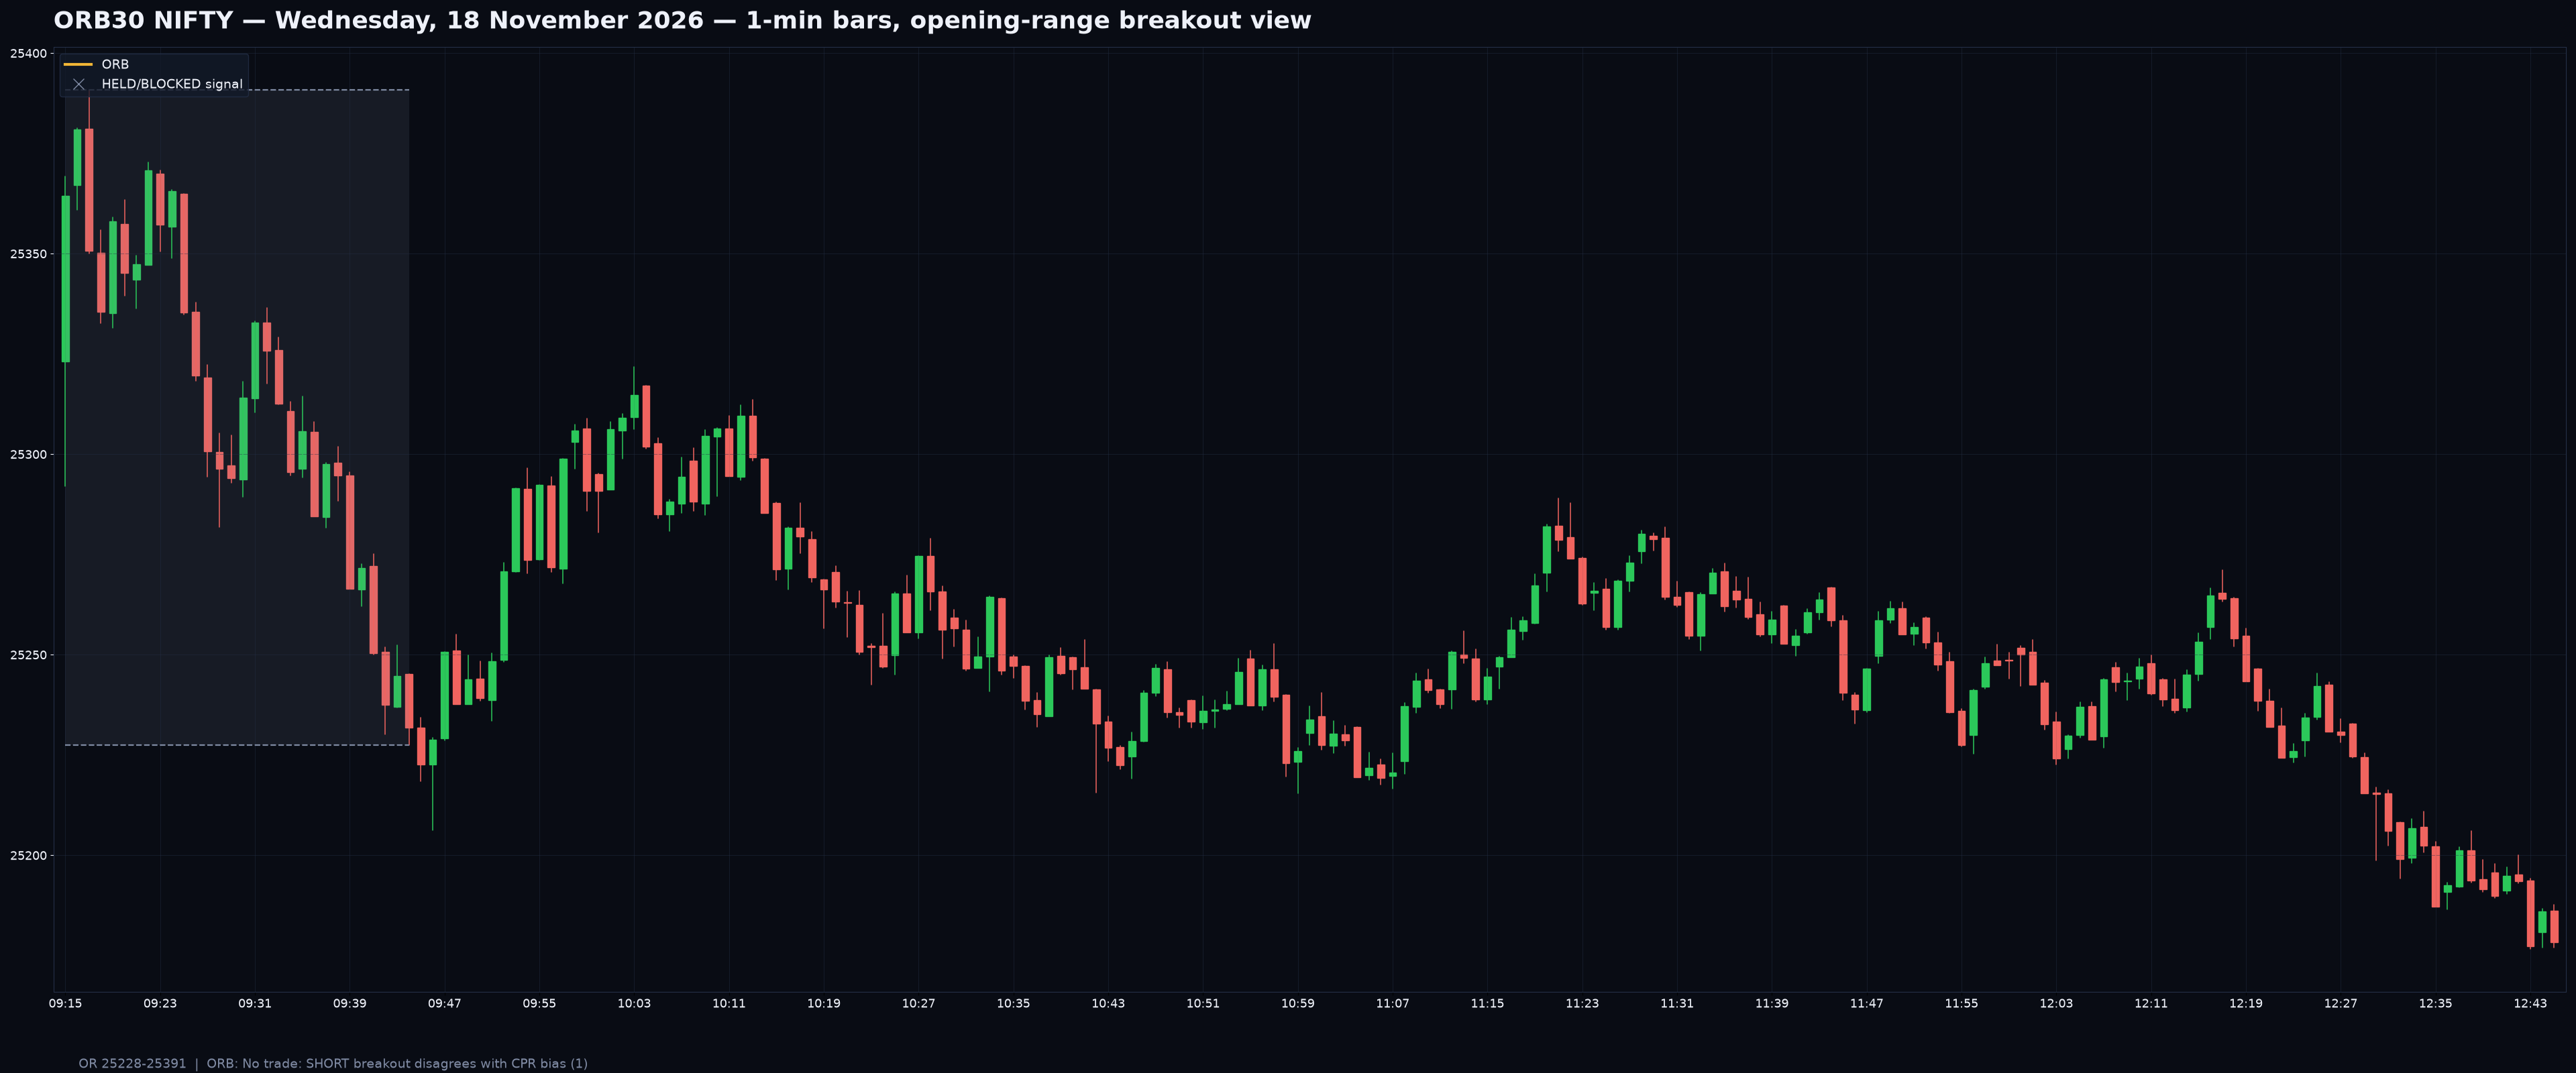 ORB30 NIFTY — Wednesday, 18 November 2026 — 1-min bars, opening-range breakout view
25400
ORB
HELD/BLOCKED signal
25350
25300
25250
25200
09:15 09:23 09:31 09:39 09:47 09:55 10:03 10:11 10:19 10:27 10:35 10:43 10:51 10:59 11:07 11:15 11:23 11:31 11:39 11:47 11:55 12:03 12:11 12:19 12:27 12:35 12:43
OR 25228-25391 | ORB: No trade: SHORT breakout disagrees with CPR bias (1)